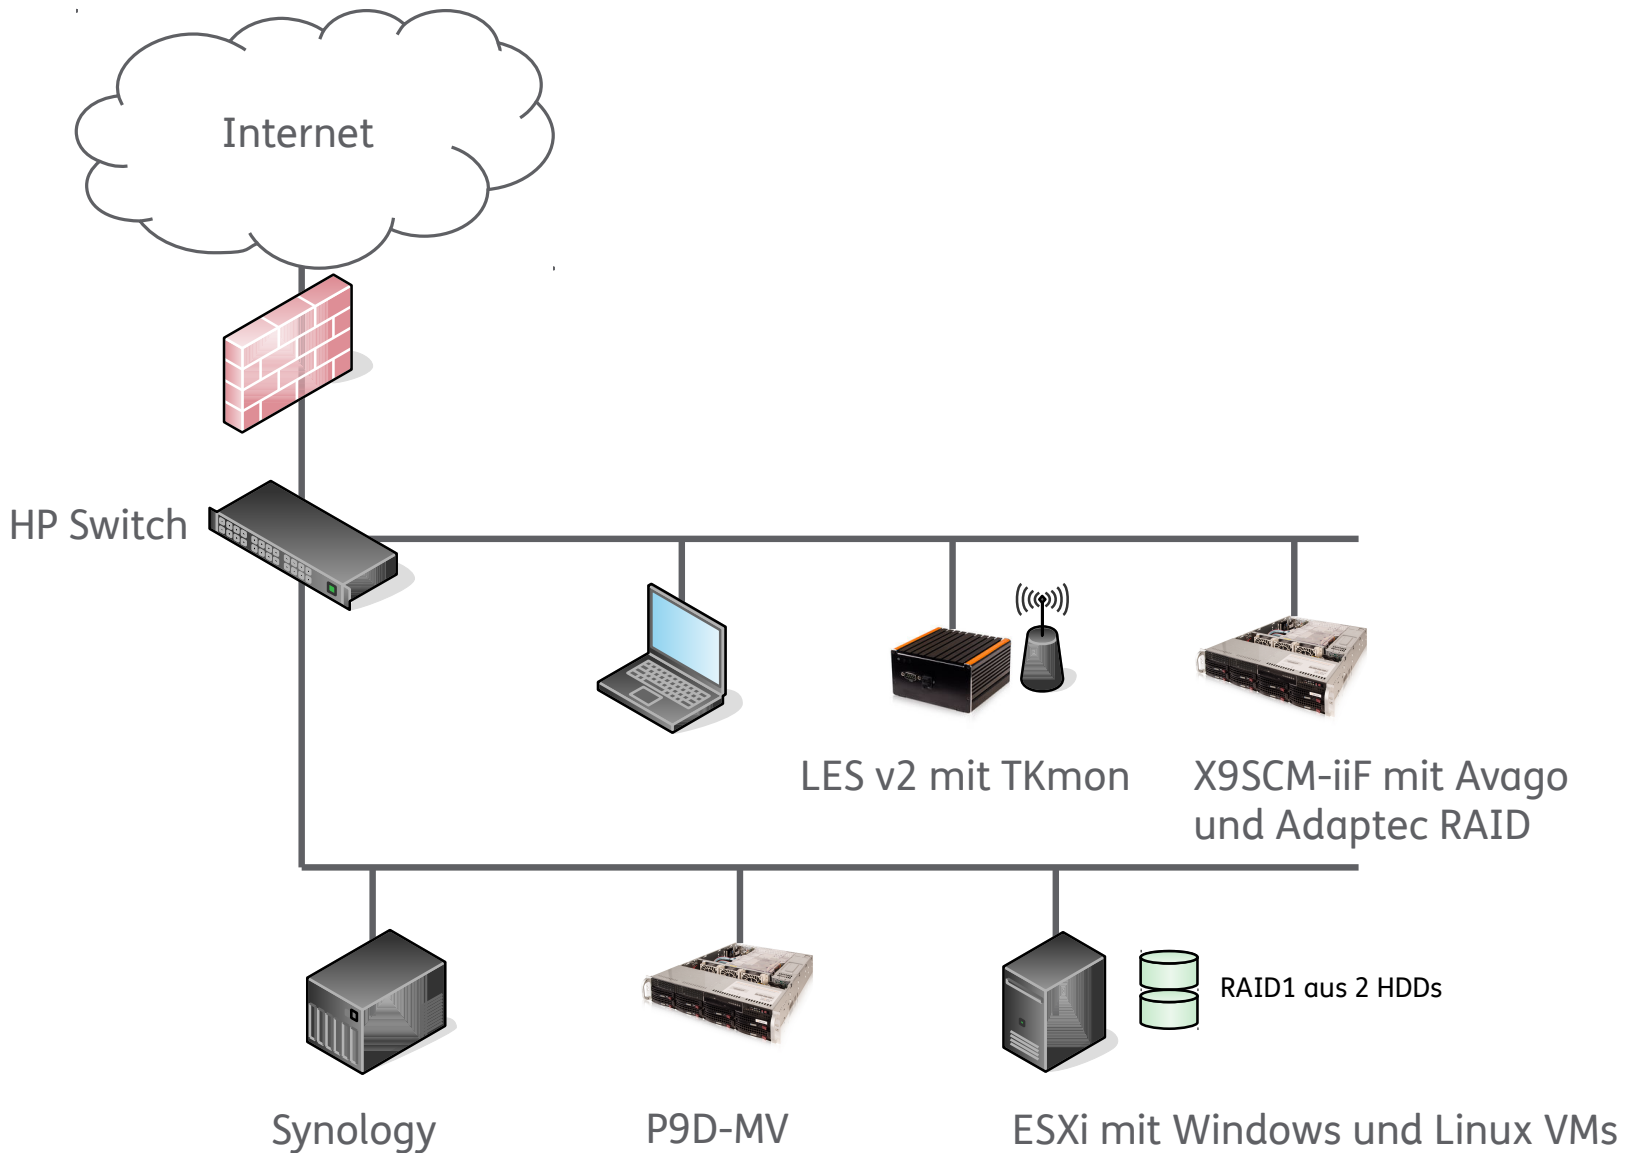 Internet
HP Switch
LES v2 mit TKmon
X9SCM-iiF mit Avago
und Adaptec RAID
RAID1 aus 2 HDDs
Synology
P9D-MV
ESXi mit Windows und Linux VMs